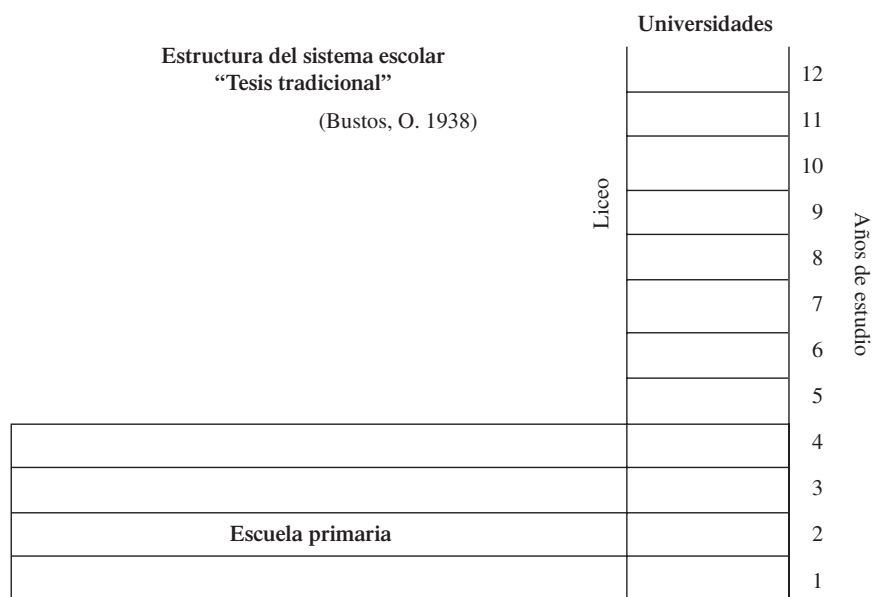 Universidades
Estructura del sistema escolar
“Tesis tradicional”
(Bustos, O. 1938)
Liceo
Años de estudio
12
11
10
9
8
7
6
5
4
3
Escuela primaria
2
1